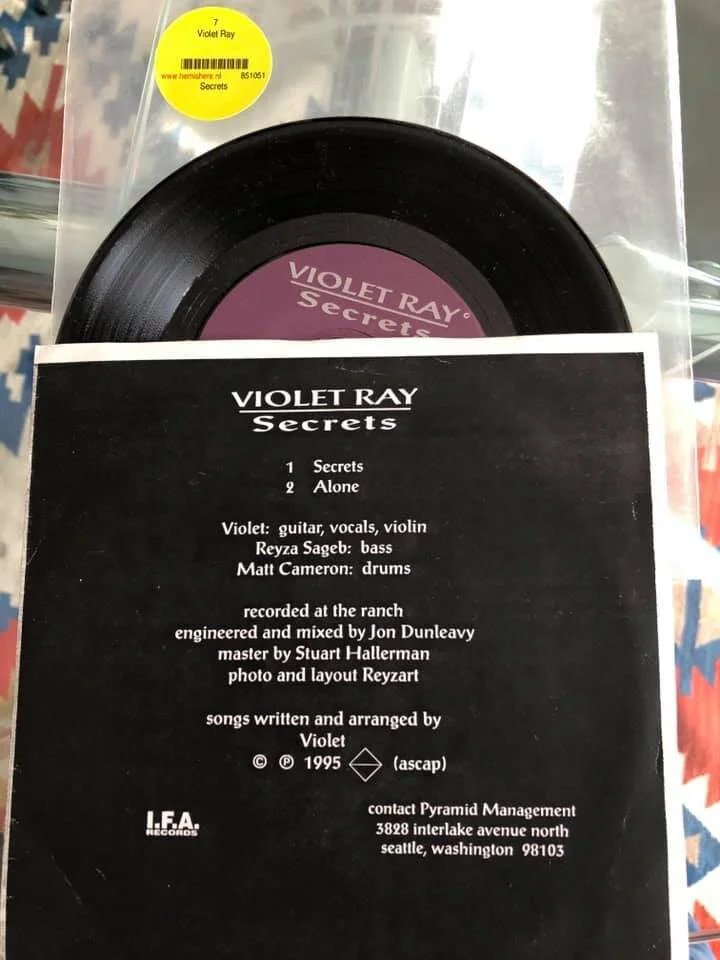 7
Violet Ray
www.hemishere.nl 851051
Secrets
VIOLET RAY ©
Secrets
VIOLET RAY
Secrets
1 Secrets
2 Alone
Violet: guitar, vocals, violin
Reyza Sageb: bass
Matt Cameron: drums
recorded at the ranch
engineered and mixed by Jon Dunleavy
master by Stuart Hallerman
photo and layout Reyzart
songs written and arranged by
Violet
© ℗ 1995 (ascap)
I.F.A.
RECORDS
contact Pyramid Management
3828 interlake avenue north
seattle, washington 98103